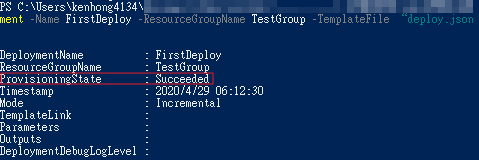 PS C:\Users\kenhong4134\
ment -Name FirstDeploy -ResourceGroupName TestGroup -TemplateFile "deploy.json
DeploymentName : FirstDeploy
ResourceGroupName : TestGroup
ProvisioningState : Succeeded
Timestamp : 2020/4/29 06:12:30
Mode : Incremental
TemplateLink :
Parameters :
Outputs :
DeploymentDebugLogLevel :